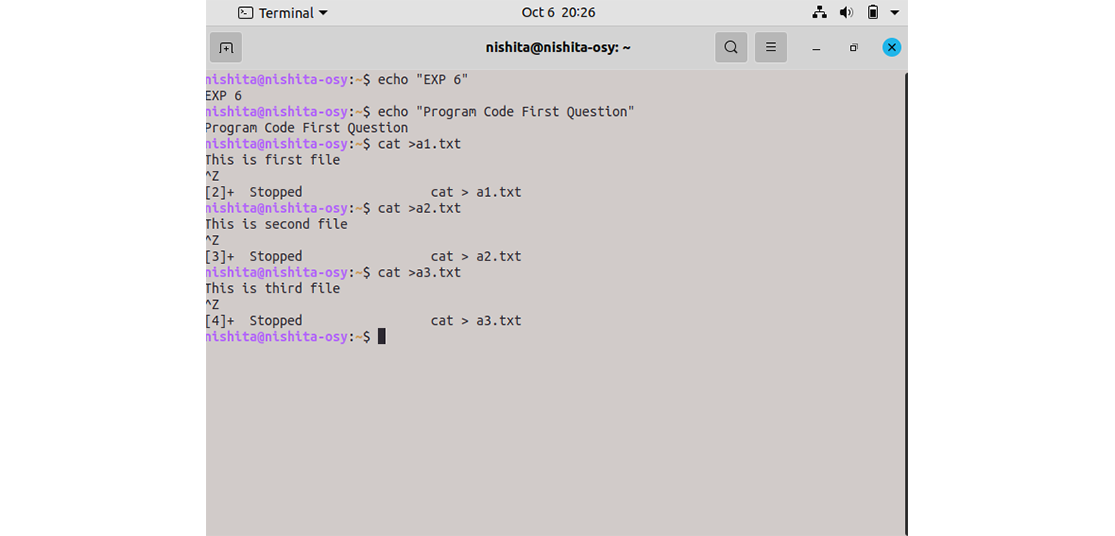 Terminal
Oct 6 20:26
nishita@nishita-osy: ~
nishita@nishita-osy:~$ echo "EXP 6"
EXP 6
nishita@nishita-osy:~$ echo "Program Code First Question"
Program Code First Question
nishita@nishita-osy:~$ cat >a1.txt
This is first file
^Z
[2]+  Stopped                 cat > a1.txt
nishita@nishita-osy:~$ cat >a2.txt
This is second file
^Z
[3]+  Stopped                 cat > a2.txt
nishita@nishita-osy:~$ cat >a3.txt
This is third file
^Z
[4]+  Stopped                 cat > a3.txt
nishita@nishita-osy:~$